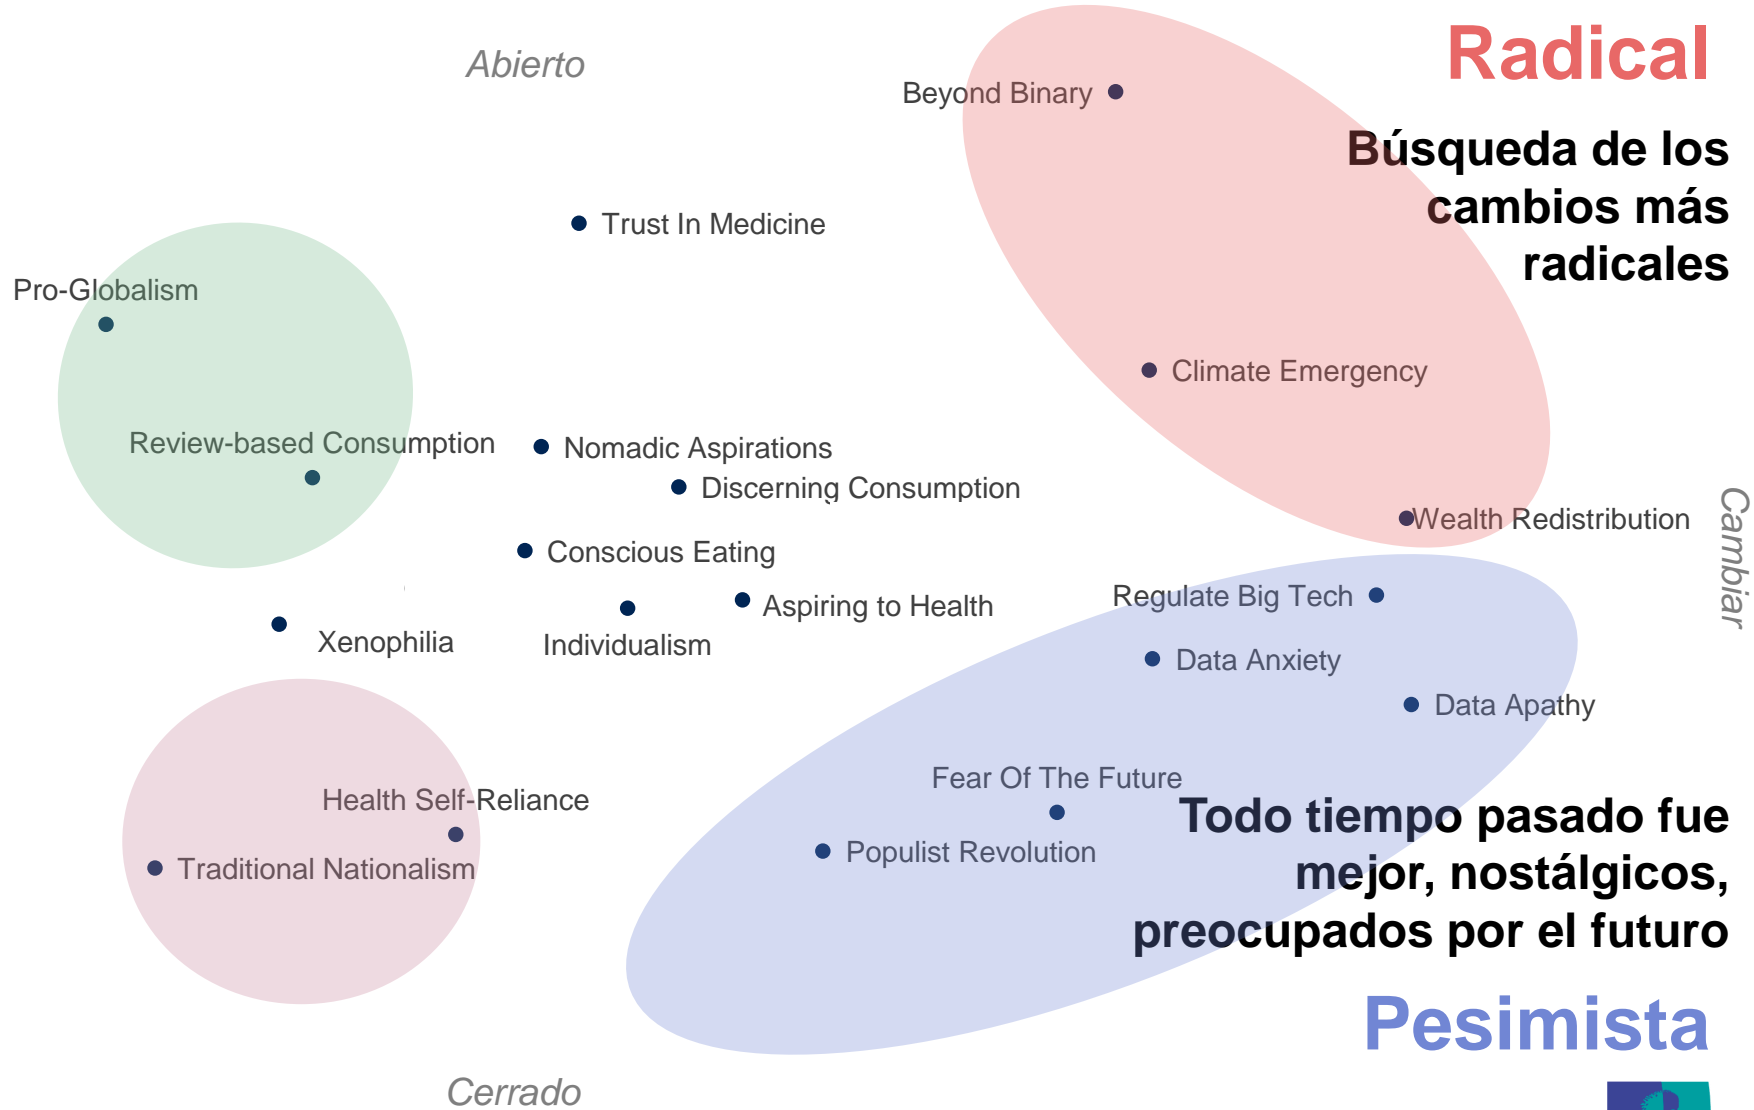 Radical
Abierto
Beyond Binary
Búsqueda de los
cambios más
radicales
Trust In Medicine
Pro-Globalism
Climate Emergency
Review-based Consumption
Nomadic Aspirations
Discerning Consumption
Wealth Redistribution
Cambiar
Conscious Eating
Regulate Big Tech
Aspiring to Health
Xenophilia
Individualism
Data Anxiety
Data Apathy
Fear Of The Future
Health Self-Reliance
Todo tiempo pasado fue
mejor, nostálgicos,
preocupados por el futuro
Populist Revolution
Traditional Nationalism
Pesimista
Cerrado